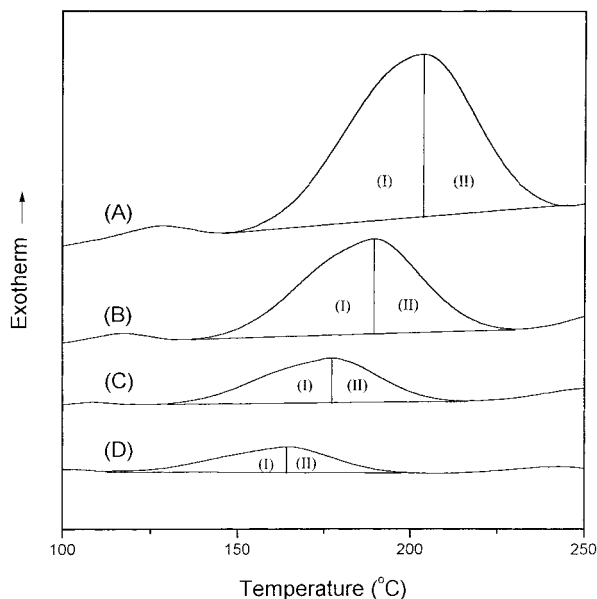 (I) (II)
(A)
(I) (II)
(B)
(I) (II)
(C)
(I) (II)
(D)
Exotherm →
100 150 200 250
Temperature (°C)